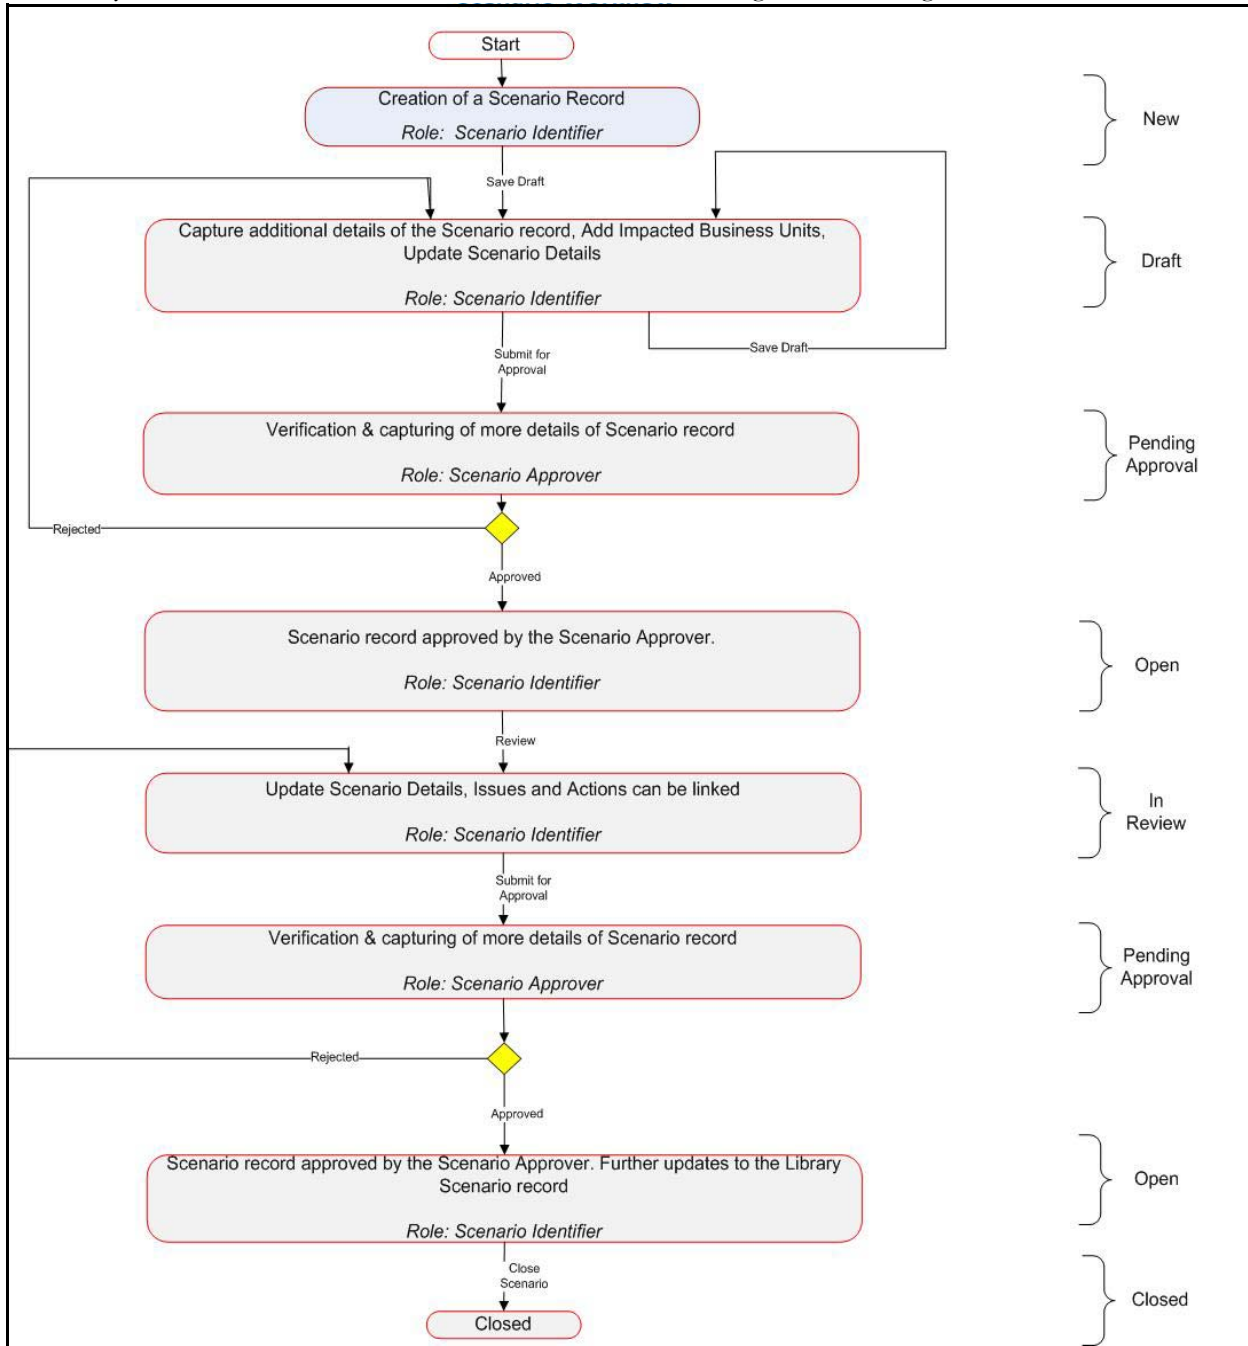 Start
Creation of a Scenario Record
Role: Scenario Identifier
New
Save Draft
Capture additional details of the Scenario record, Add Impacted Business Units,
Update Scenario Details
Role: Scenario Identifier
Draft
Save Draft
Submit for
Approval
Verification & capturing of more details of Scenario record
Role: Scenario Approver
Pending
Approval
Rejected
Approved
Scenario record approved by the Scenario Approver.
Role: Scenario Identifier
Open
Review
Update Scenario Details, Issues and Actions can be linked
Role: Scenario Identifier
In
Review
Submit for
Approval
Verification & capturing of more details of Scenario record
Role: Scenario Approver
Pending
Approval
Rejected
Approved
Scenario record approved by the Scenario Approver. Further updates to the Library
Scenario record
Role: Scenario Identifier
Open
Close
Scenario
Closed
Closed